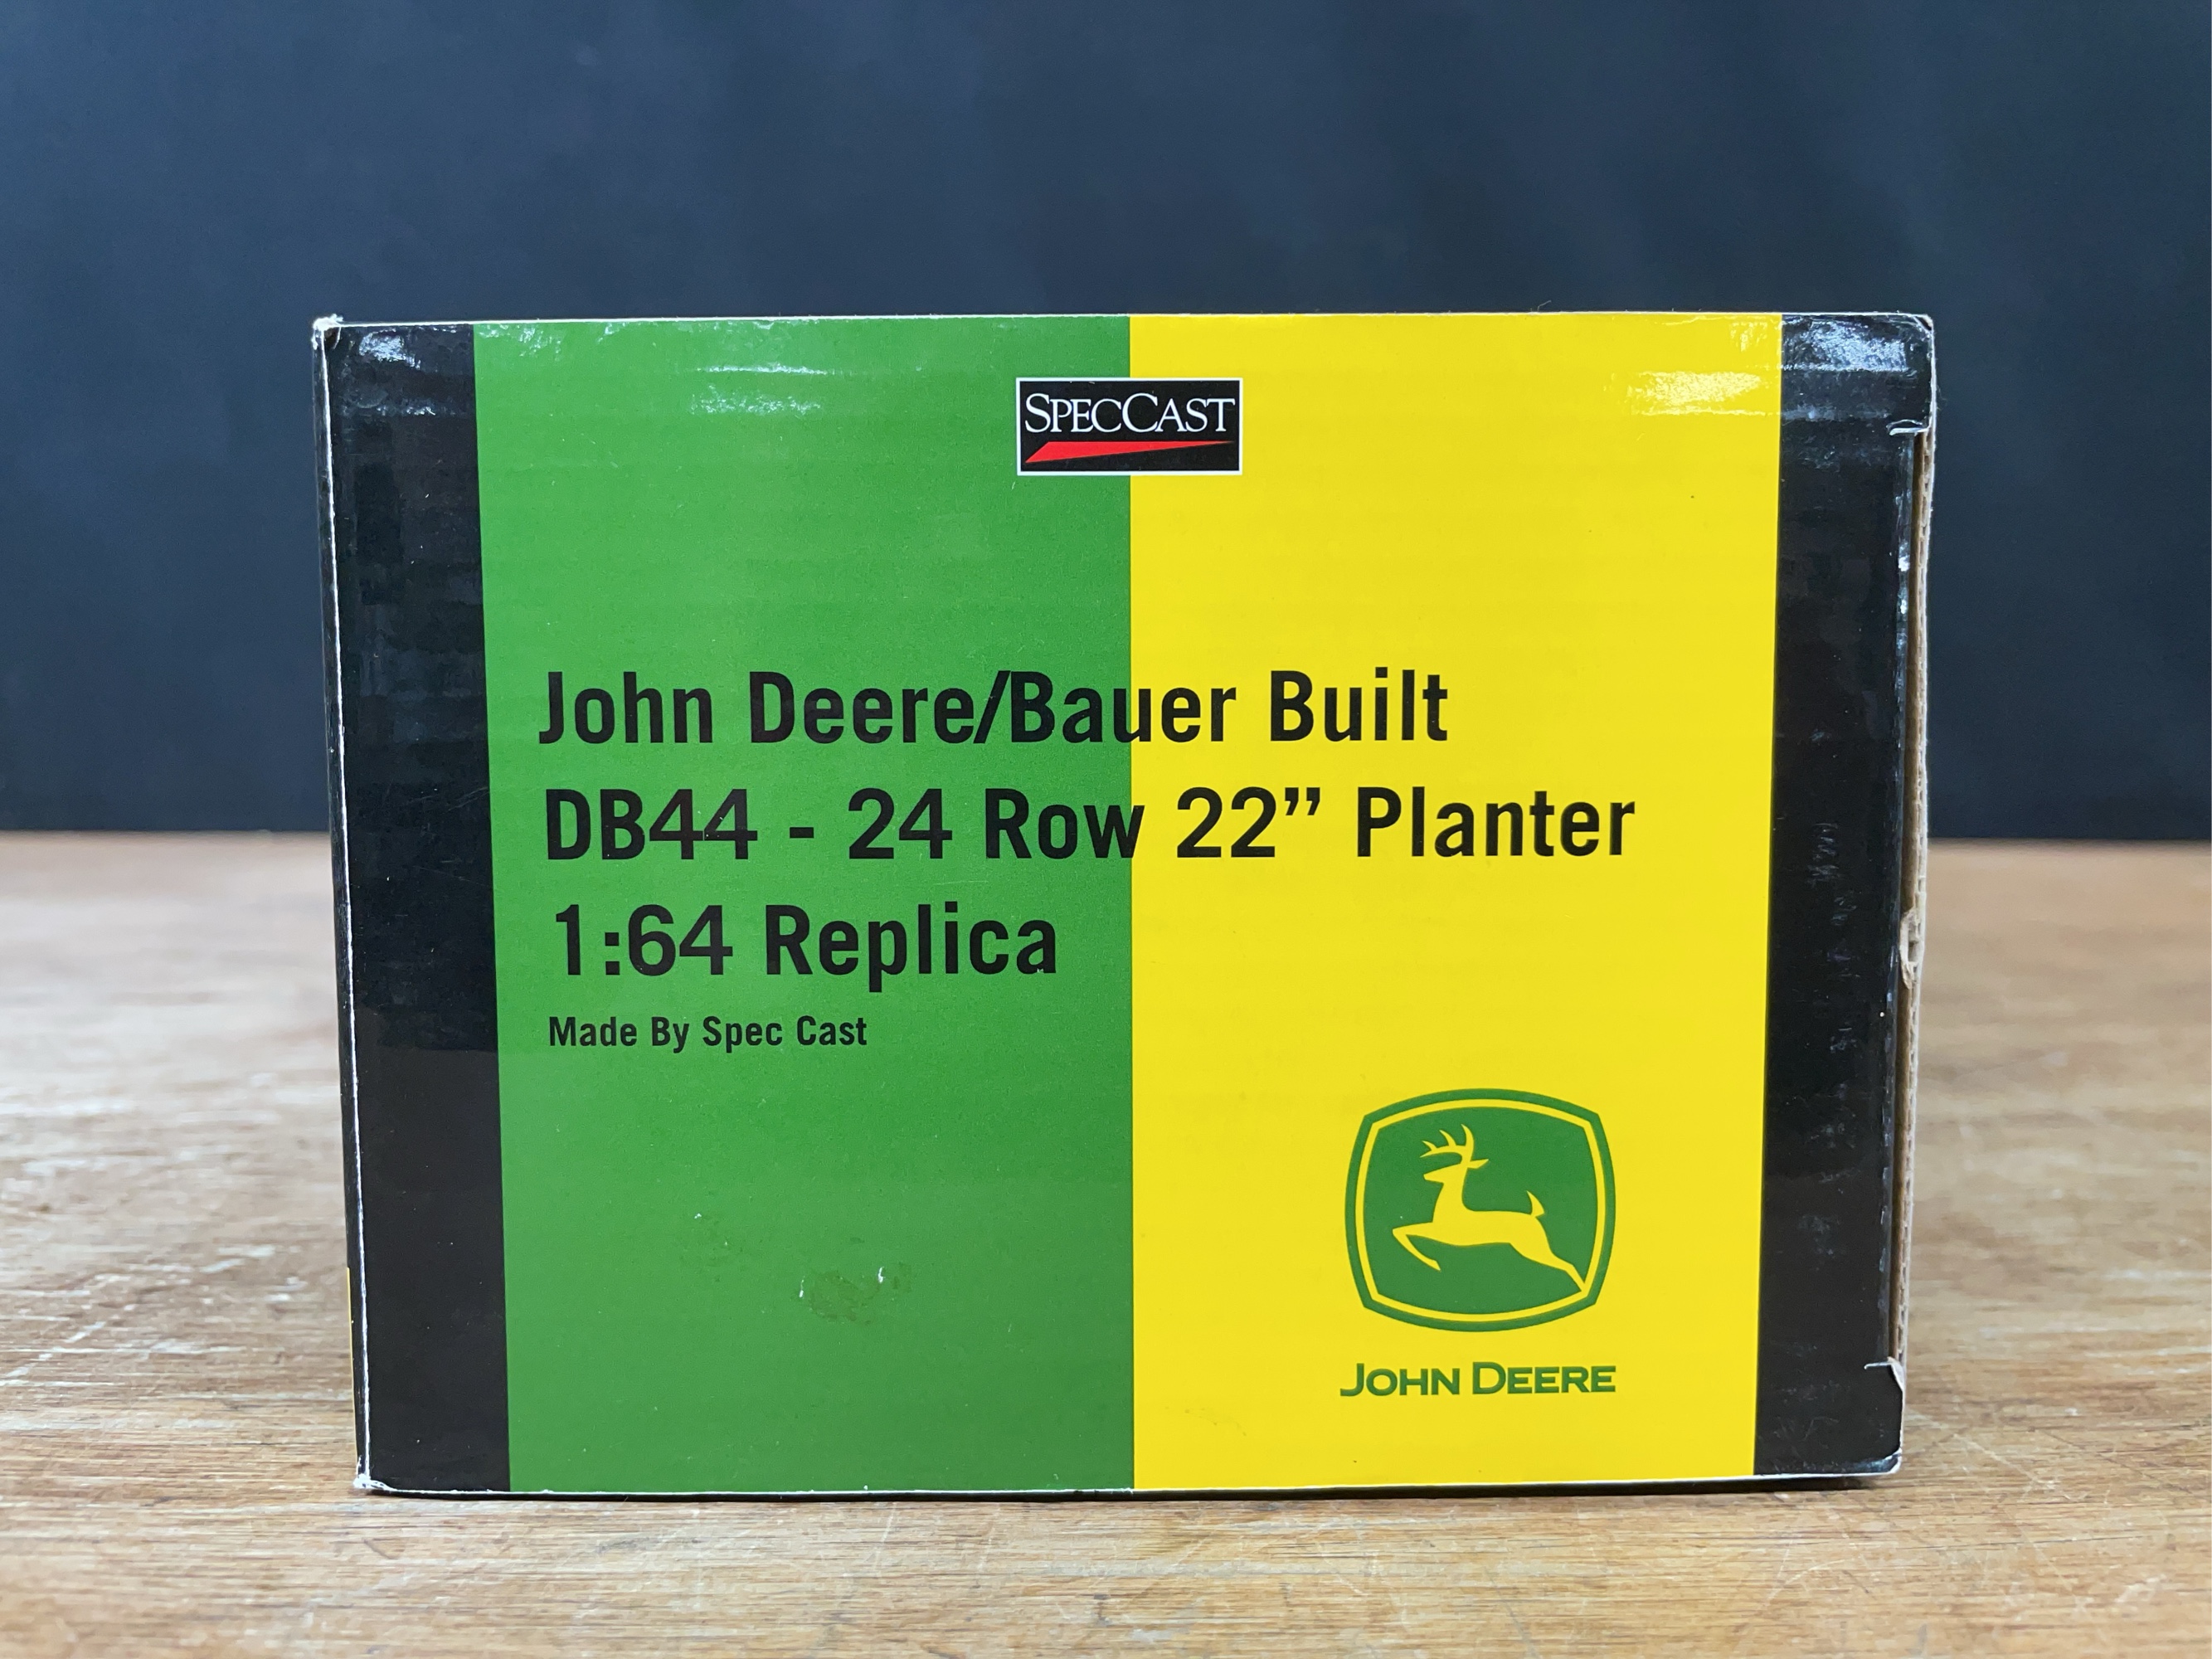 SPECCAST
John Deere/Bauer Built
DB44 - 24 Row 22” Planter
1:64 Replica
Made By Spec Cast
JOHN DEERE